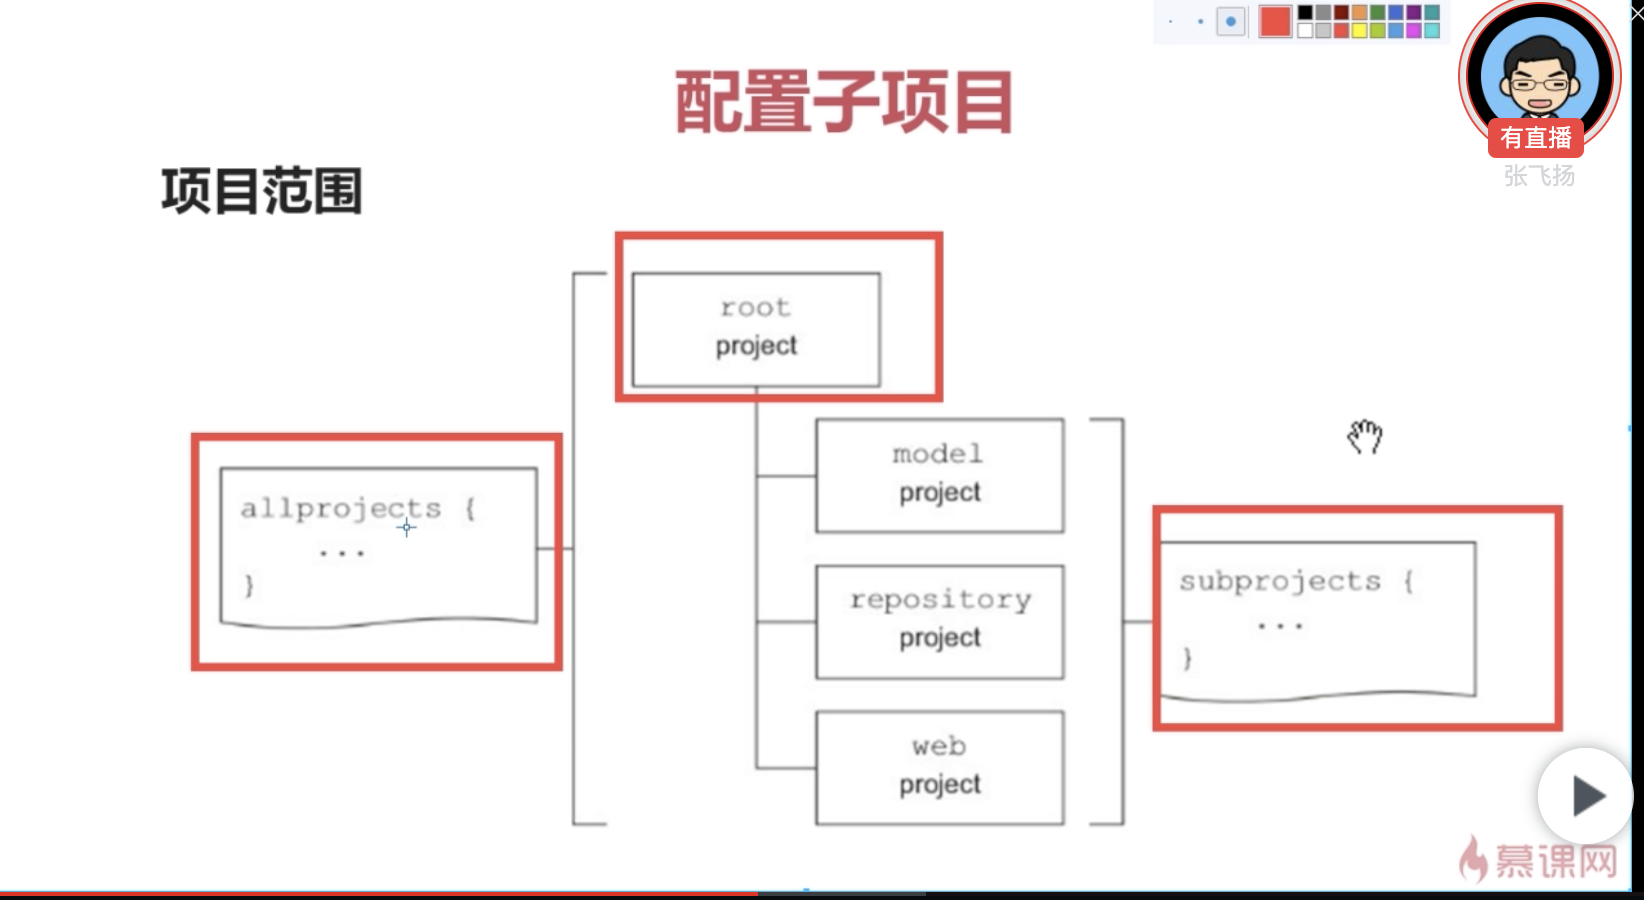 配置子项目
有直播
张飞扬
项目范围
root
project
allprojects {
...
}
model
project
repository
project
web
project
subprojects {
...
}
慕课网